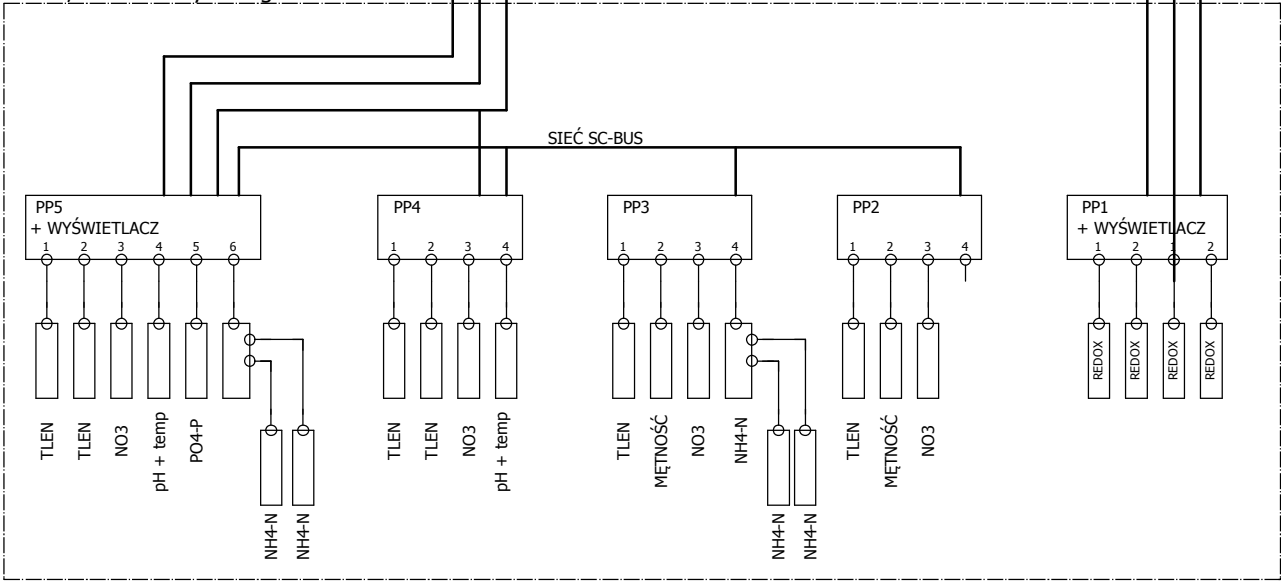 SIEĆ SC-BUS
PP5
+ WYŚWIETLACZ
1 2 3 4 5 6
PP4
1 2 3 4
PP3
1 2 3 4
PP2
1 2 3 4
PP1
+ WYŚWIETLACZ
1 2 1 2
TLEN
TLEN
NO3
pH + temp
PO4-P
NH4-N
NH4-N
TLEN
TLEN
NO3
pH + temp
TLEN
MĘTNOŚĆ
NO3
NH4-N
NH4-N
NH4-N
TLEN
MĘTNOŚĆ
NO3
REDOX
REDOX
REDOX
REDOX